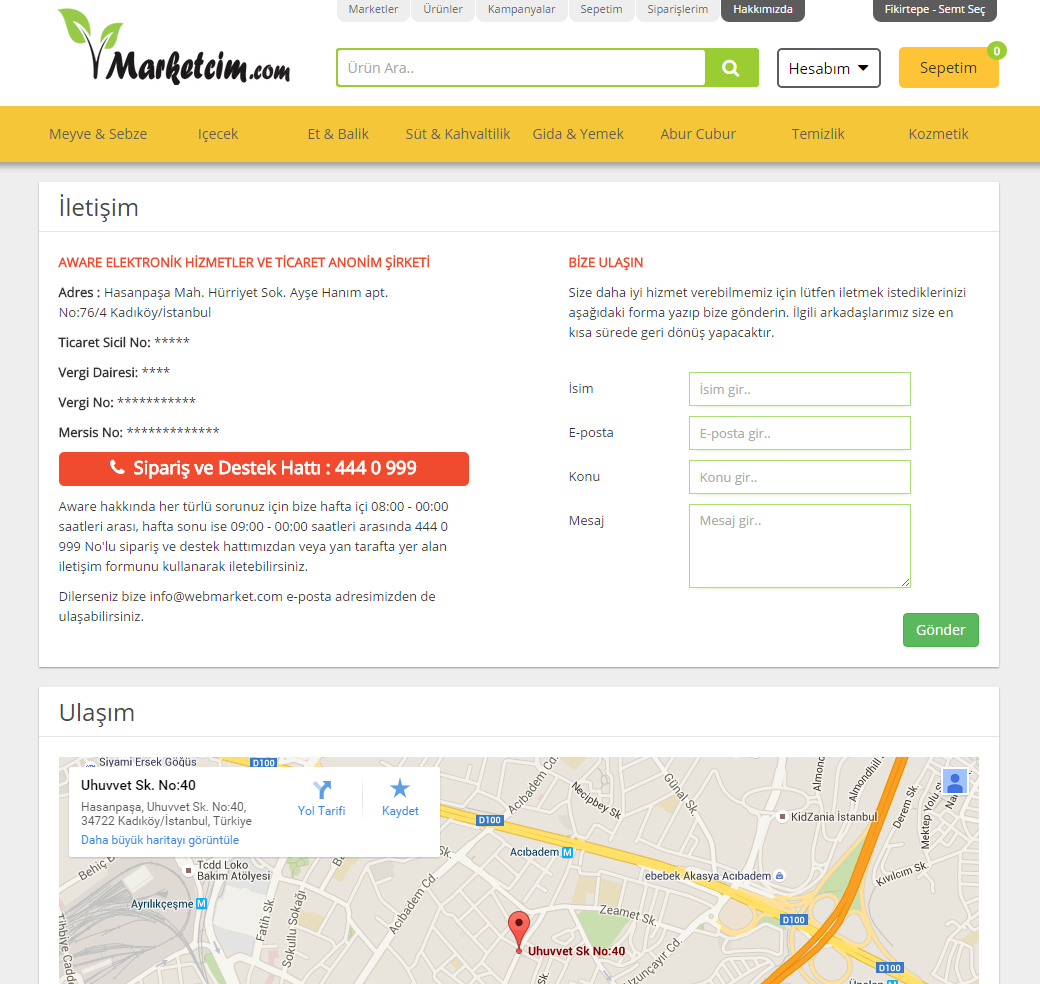 Marketler Ürünler Kampanyalar Sepetim Siparişlerim Hakkımızda Fikirtepe - Semt Seç
Marketcim.com
Ürün Ara..
Hesabım
Sepetim
0
Meyve & Sebze İçecek Et & Balik Süt & Kahvaltilik Gida & Yemek Abur Cubur Temizlik Kozmetik
İletişim
AWARE ELEKTRONİK HİZMETLER VE TİCARET ANONİM ŞİRKETİ
Adres : Hasanpaşa Mah. Hürriyet Sok. Ayşe Hanım apt.
No:76/4 Kadıköy/İstanbul
Ticaret Sicil No: *****
Vergi Dairesi: ****
Vergi No: ***********
Mersis No: *************
Sipariş ve Destek Hattı : 444 0 999
Aware hakkında her türlü sorunuz için bize hafta içi 08:00 - 00:00
saatleri arası, hafta sonu ise 09:00 - 00:00 saatleri arasında 444 0
999 No'lu sipariş ve destek hattımızdan veya yan tarafta yer alan
iletişim formunu kullanarak iletebilirsiniz.
Dilerseniz bize info@webmarket.com e-posta adresimizden de
ulaşabilirsiniz.
BİZE ULAŞIN
Size daha iyi hizmet verebilmemiz için lütfen iletmek istediklerinizi
aşağıdaki forma yazıp bize gönderin. İlgili arkadaşlarımız size en
kısa sürede geri dönüş yapacaktır.
İsim İsim gir..
E-posta E-posta gir..
Konu Konu gir..
Mesaj Mesaj gir..
Gönder
Ulaşım
Siyami Ersek Göğüs
D100
Uhuvvet Sk. No:40
Hasanpaşa, Uhuvvet Sk. No:40,
34722 Kadıköy/İstanbul, Türkiye
Daha büyük haritayı görüntüle
Yol Tarifi
Kaydet
Acıbadem Cd.
Necipbey Sk.
Günal Sk.
Almondhill
Derem Sk.
Mektep Yolu S
D100
KidZania İstanbul
Acıbadem M
Behiç B
Tcdd Loko
Bakım Atölyesi
ebebek Akasya Acıbadem
Kıvılcım Sk.
Ayrılıkçeşme M
Fatih Sk.
Sokullu Sokağı
Acıbadem Cd.
Zeamet Sk.
D100
Tıhbiye Cadde
Uhuvvet Sk No:40
Uzunçayır Cd.
D100
Ünalan M